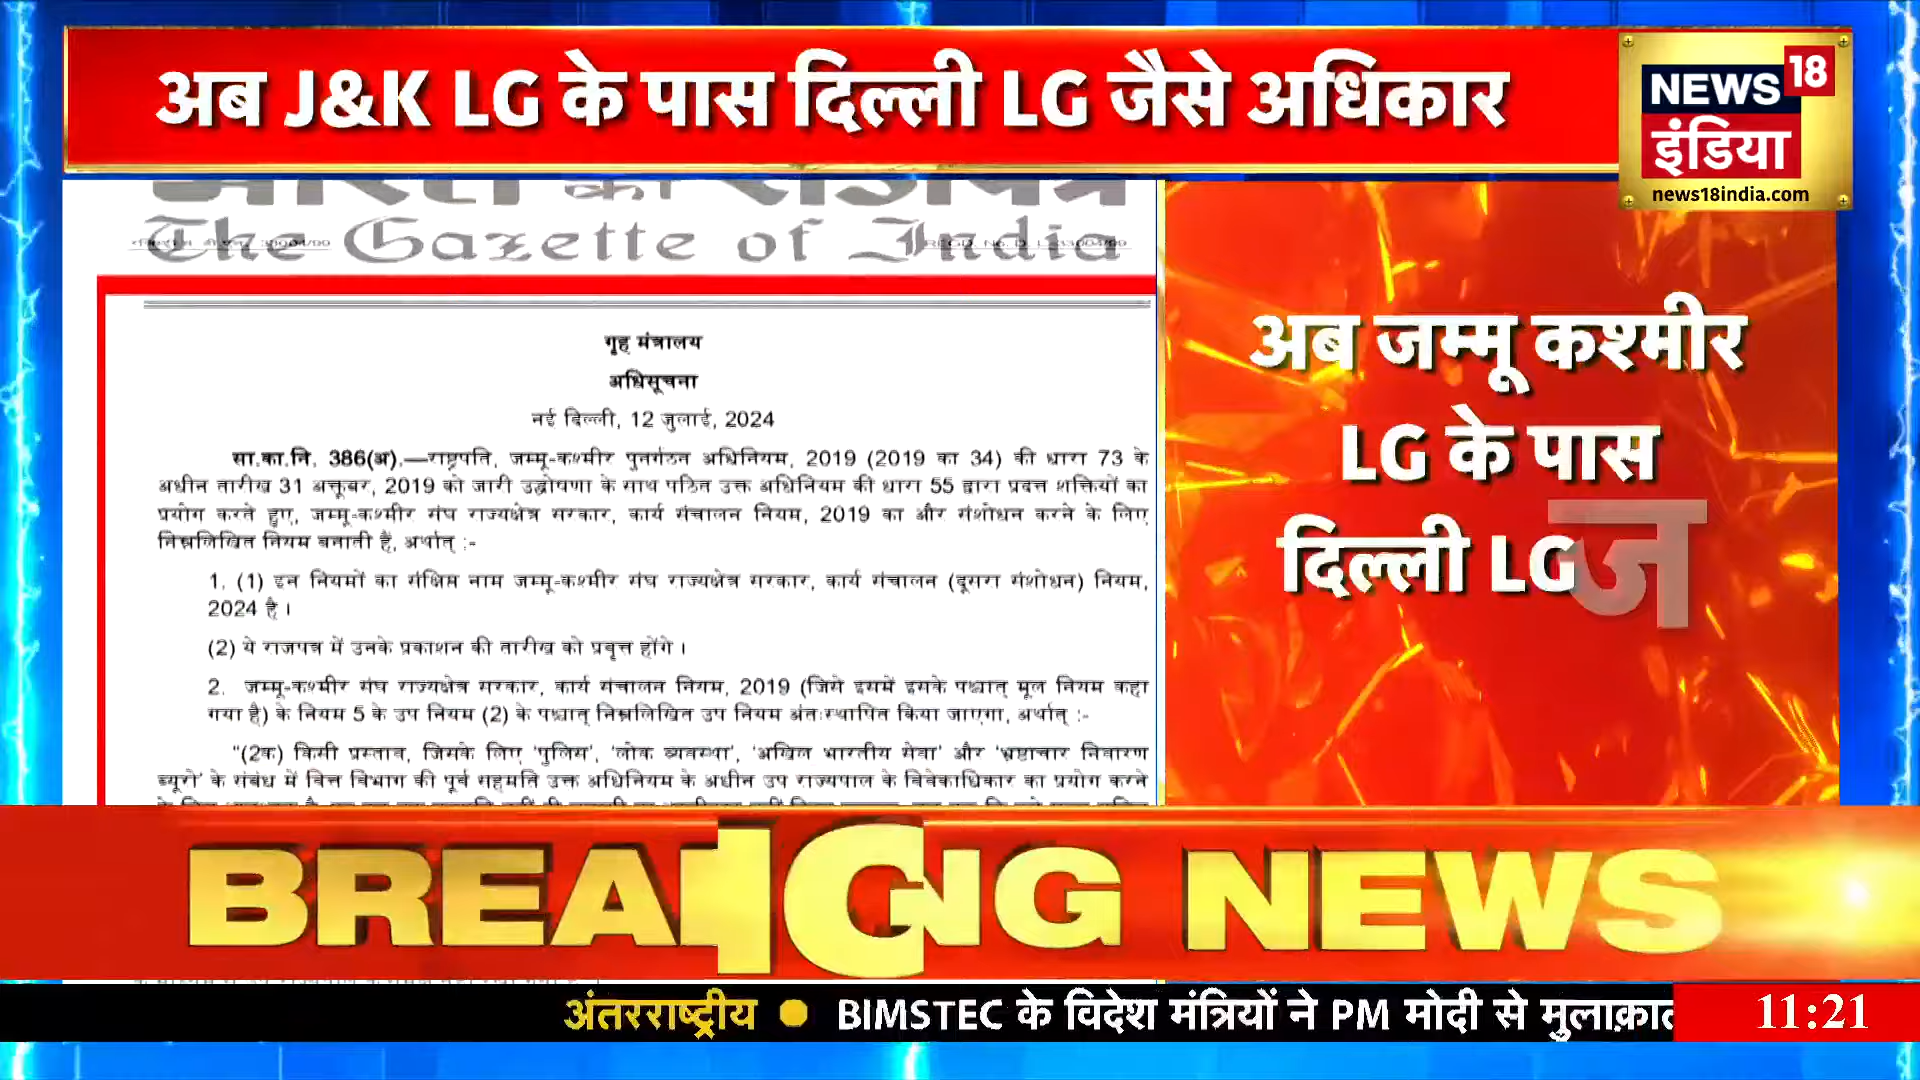 अब J&K LG के पास दिल्ली LG जैसे अधिकार
NEWS 18
इंडिया
news18india.com
The Gazette of India
गृह मंत्रालय
अधिसूचना
नई दिल्ली, 12 जुलाई, 2024
सा.का.नि. 386(अ).—राष्ट्रपति, जम्मू-कश्मीर पुनर्गठन अधिनियम, 2019 (2019 का 34) की धारा 73 के
अधीन तारीख 31 अक्तूबर, 2019 को जारी उद्घोषणा के साथ पठित उक्त अधिनियम की धारा 55 द्वारा प्रदत्त शक्तियों का
प्रयोग करते हुए, जम्मू-कश्मीर संघ राज्यक्षेत्र सरकार, कार्य संचालन नियम, 2019 का और संशोधन करने के लिए
निम्नलिखित नियम बनाती हैं, अर्थात् :-
1. (1) इन नियमों का संक्षिप्त नाम जम्मू-कश्मीर संघ राज्यक्षेत्र सरकार, कार्य संचालन (दूसरा संशोधन) नियम,
2024 है।
(2) ये राजपत्र में उनके प्रकाशन की तारीख को प्रवृत्त होंगे।
2. जम्मू-कश्मीर संघ राज्यक्षेत्र सरकार, कार्य संचालन नियम, 2019 (जिसे इसमें इसके पश्चात् मूल नियम कहा
गया है) के नियम 5 के उप नियम (2) के पश्चात् निम्नलिखित उप नियम अंतःस्थापित किया जाएगा, अर्थात् :-
"(2क) किसी प्रस्ताव, जिसके लिए 'पुलिस', 'लोक व्यवस्था', 'अखिल भारतीय सेवा' और 'भ्रष्टाचार निवारण
ब्यूरो' के संबंध में वित्त विभाग की पूर्व सहमति उक्त अधिनियम के अधीन उप राज्यपाल के विवेकाधिकार का प्रयोग करने
अब जम्मू कश्मीर
LG के पास
दिल्ली LG ज
BREAKING NEWS
अंतरराष्ट्रीय ● BIMSTEC के विदेश मंत्रियों ने PM मोदी से
11:21